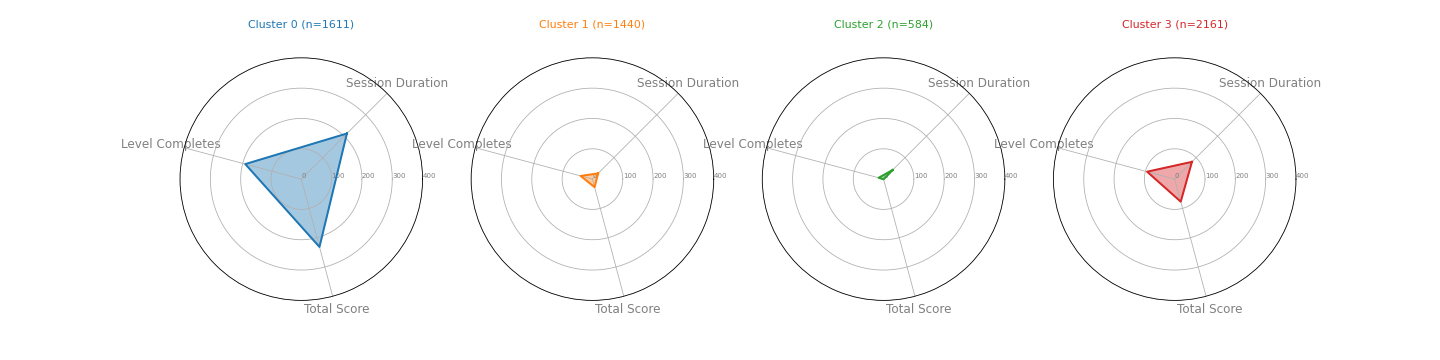 Cluster 0 (n=1611)
Session Duration
Level Completes
0 100 200 300 400
Total Score
Cluster 1 (n=1440)
Session Duration
Level Completes
0 100 200 300 400
Total Score
Cluster 2 (n=584)
Session Duration
Level Completes
0 100 200 300 400
Total Score
Cluster 3 (n=2161)
Session Duration
Level Completes
0 100 200 300 400
Total Score